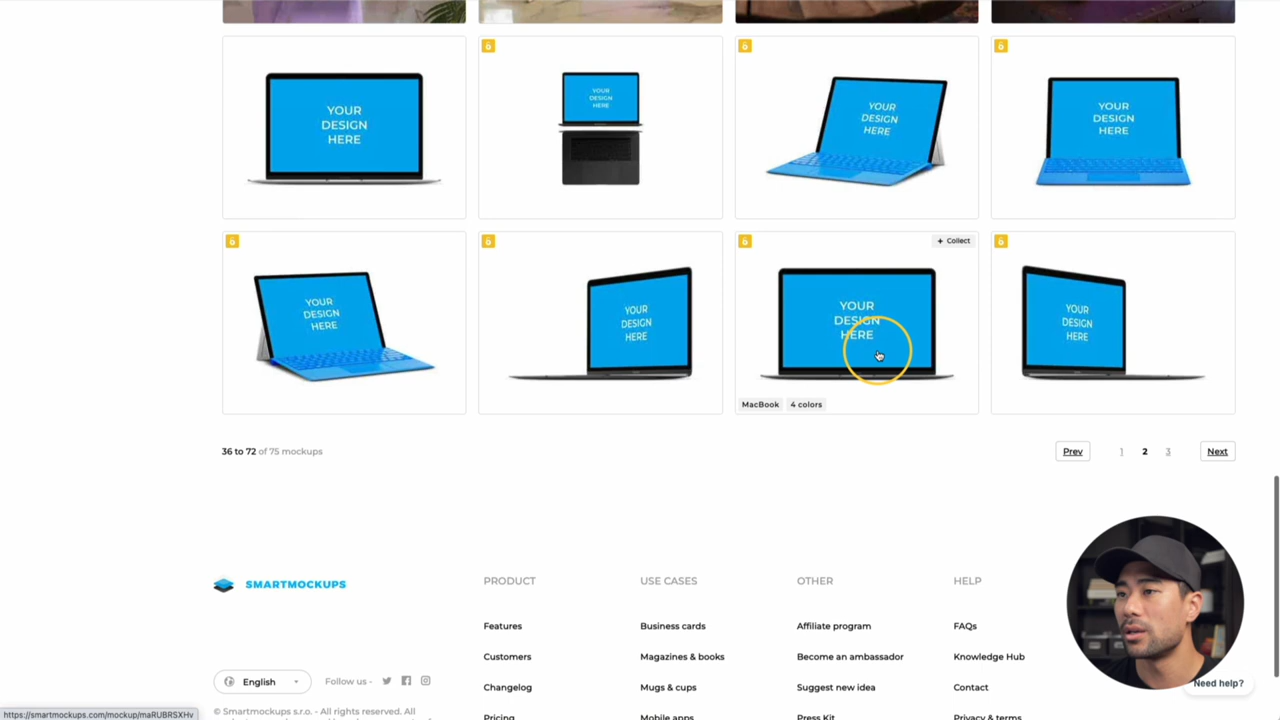 YOUR
DESIGN
HERE
YOUR
DESIGN
HERE
YOUR
DESIGN
HERE
YOUR
DESIGN
HERE
YOUR
DESIGN
HERE
YOUR
DESIGN
HERE
+ Collect
YOUR
DESIGN
HERE
MacBook 4 colors
YOUR
DESIGN
HERE
36 to 72 of 75 mockups
Prev 1 2 3 Next
SMARTMOCKUPS
English
Follow us -
© Smartmockups s.r.o. - All rights reserved. All
PRODUCT
Features
Customers
Changelog
Pricing
USE CASES
Business cards
Magazines & books
Mugs & cups
Mobile apps
OTHER
Affiliate program
Become an ambassador
Suggest new idea
Press Kit
HELP
FAQs
Knowledge Hub
Contact
Privacy & terms
Need help?
https://smartmockups.com/mockup/maRUBRSXHv